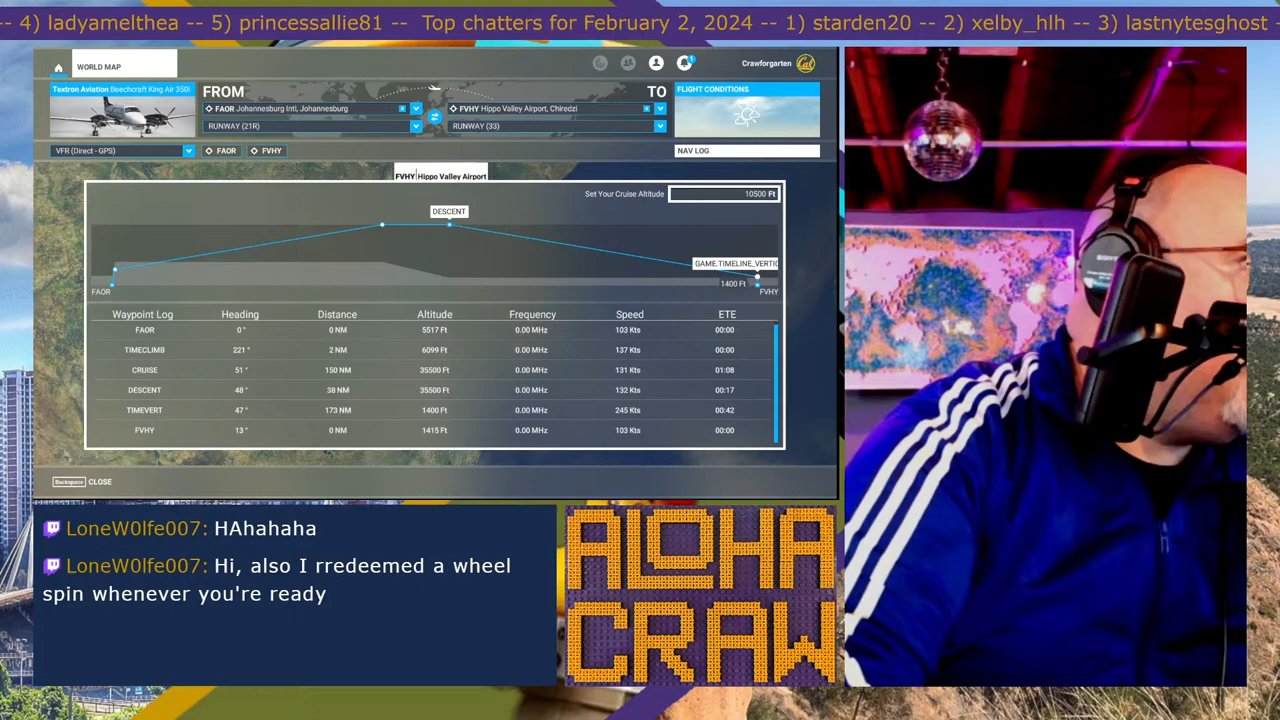 -- 4) ladyamelthea -- 5) princessallie81 -- Top chatters for February 2, 2024 -- 1) starden20 -- 2) xelby_hlh -- 3) lastnytesghost -
WORLD MAP
1
Crawforgarten
Cal
Textron Aviation Beechcraft King Air 350i
FROM
TO
FAOR Johannesburg Intl, Johannesburg
FVHY Hippo Valley Airport, Chiredzi
RUNWAY (21R)
RUNWAY (33)
FLIGHT CONDITIONS
VFR (Direct - GPS)
FAOR
FVHY
NAV LOG
FVHY Hippo Valley Airport
Set Your Cruise Altitude
10500 Ft
DESCENT
GAME.TIMELINE_VERTIC
1400 Ft
FAOR
FVHY
Waypoint Log Heading Distance Altitude Frequency Speed ETE
FAOR 0° 0 NM 5517 Ft 0.00 MHz 103 Kts 00:00
TIMECLIMB 221° 2 NM 6099 Ft 0.00 MHz 137 Kts 00:00
CRUISE 51° 150 NM 35500 Ft 0.00 MHz 131 Kts 01:08
DESCENT 48° 38 NM 35500 Ft 0.00 MHz 132 Kts 00:17
TIMEVERT 47° 173 NM 1400 Ft 0.00 MHz 245 Kts 00:42
FVHY 13° 0 NM 1415 Ft 0.00 MHz 103 Kts 00:00
Backspace CLOSE
LoneW0lfe007: HAhahaha
LoneW0lfe007: Hi, also I rredeemed a wheel
spin whenever you're ready
ALOHA
CRAW